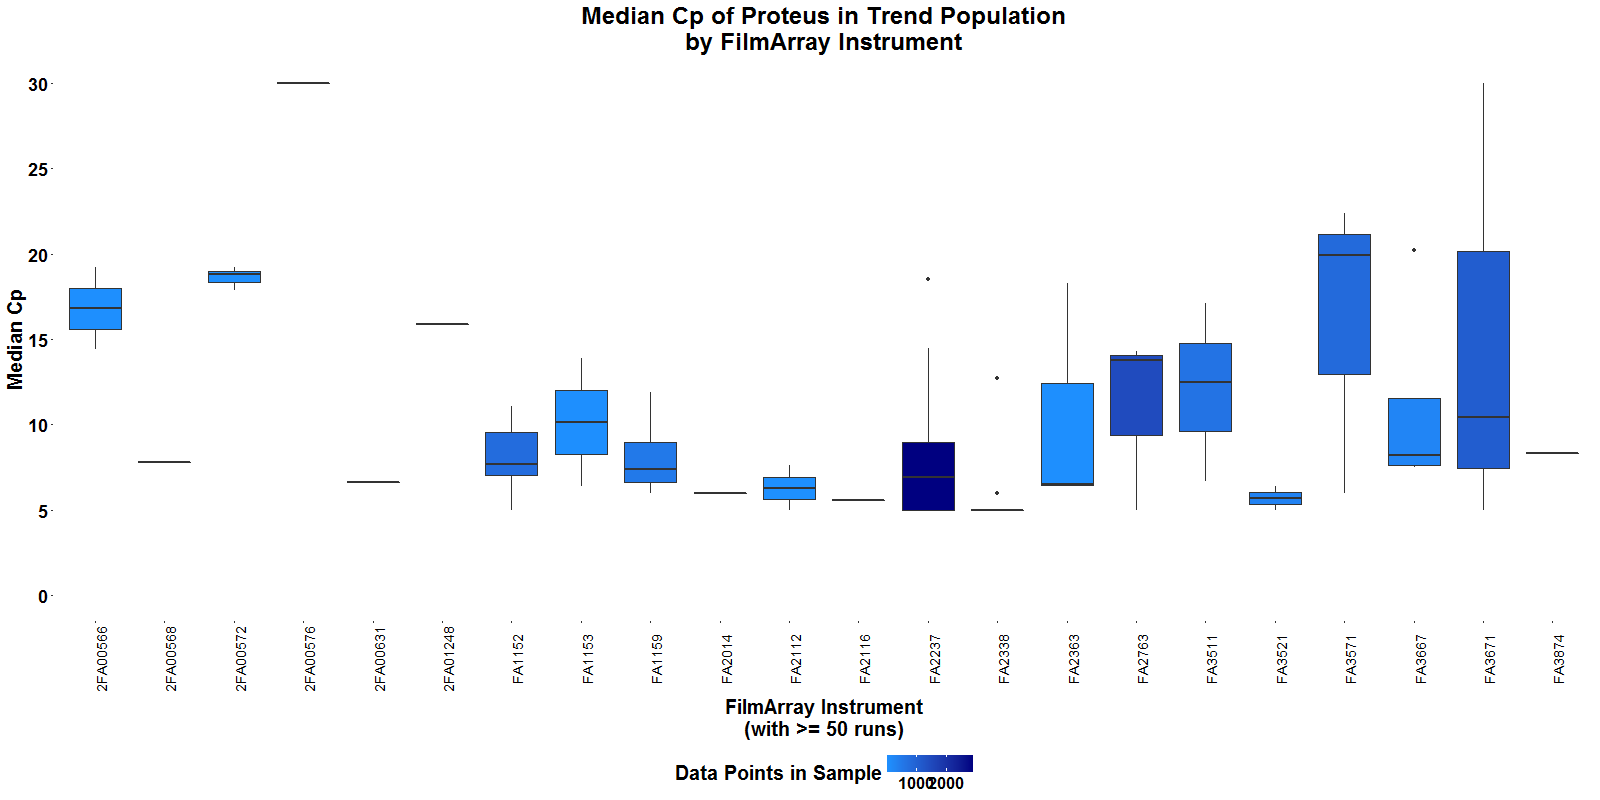 Median Cp of Proteus in Trend Population
by FilmArray Instrument
Median Cp
30
25
20
15
10
5
0
2FA00566
2FA00568
2FA00572
2FA00576
2FA00631
2FA01248
FA1152
FA1153
FA1159
FA2014
FA2112
FA2116
FA2237
FA2338
FA2363
FA2763
FA3511
FA3521
FA3571
FA3667
FA3671
FA3874
FilmArray Instrument
(with >= 50 runs)
Data Points in Sample
1000 2000